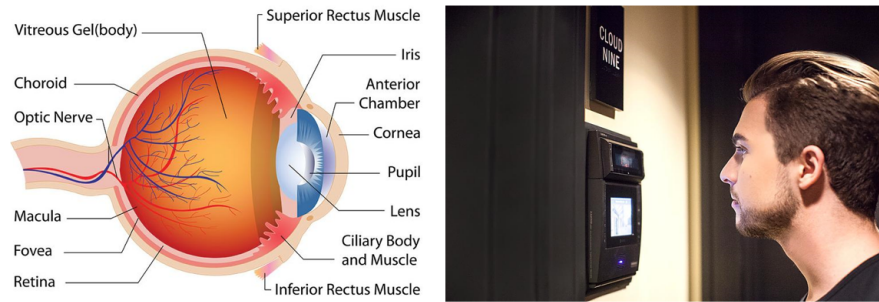 Superior Rectus Muscle
Vitreous Gel(body)
Iris
Choroid
Anterior
Chamber
Optic Nerve
Cornea
Pupil
Macula
Lens
Fovea
Ciliary Body
and Muscle
Retina
Inferior Rectus Muscle
CLOUD
NINE